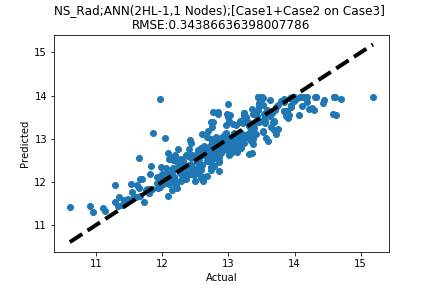 NS_Rad;ANN(2HL-1,1 Nodes);[Case1+Case2 on Case3]
RMSE:0.34386636398007786
15
14
13
12
11
Predicted
11
12
13
14
15
Actual